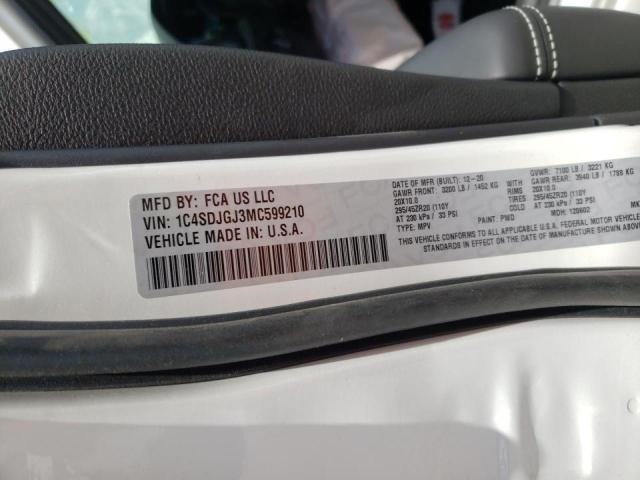 MFD BY: FCA US LLC
VIN: 1C4SDJGJ3MC599210
VEHICLE MADE IN: U.S.A.
DATE OF MFR (BUILT): 12-20
GAWR FRONT: 3200 LB / 1452 KG
20X10.0
295/45ZR20 (110Y
AT 230 kPa / 33 PSI
TYPE: MPV PAINT: PW3
GVWR: 7100 LB / 3221 KG
GAWR REAR: 3940 LB / 1788 KG
WITH
TIRES
RIMS
20X10.0
295/45ZR20 (110Y
AT 230 kPa / 33 PSI
MDH: 120602
VEHICLE CONFORMS TO ALL APPLICABLE U.S.A. FEDERAL MOTOR
STANDARDS IN EFFECT ON THE DATE OF MANUFACTURE SHOWN ABOVE